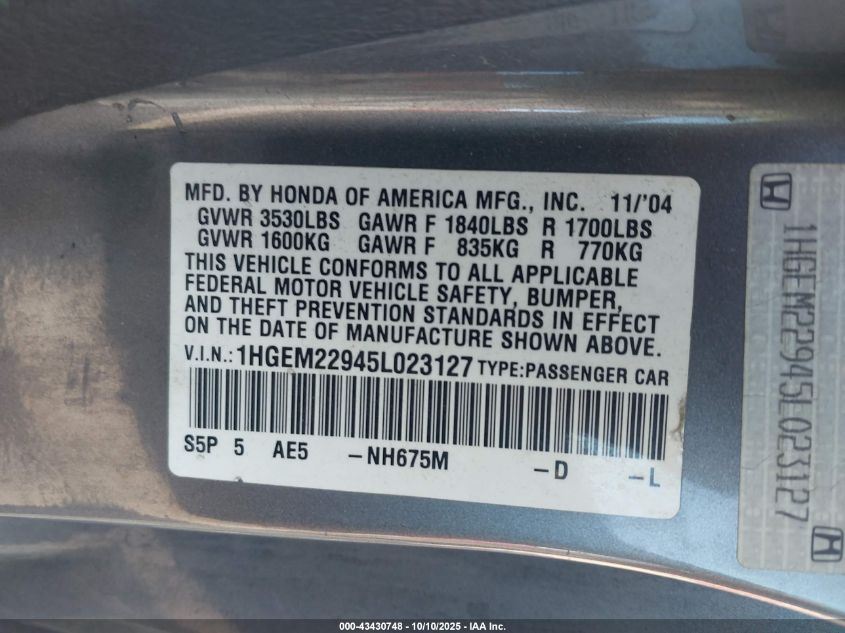 MFD. BY HONDA OF AMERICA MFG., INC. 11/'04
GVWR 3530LBS GAWR F 1840LBS R 1700LBS
GVWR 1600KG GAWR F 835KG R 770KG
THIS VEHICLE CONFORMS TO ALL APPLICABLE
FEDERAL MOTOR VEHICLE SAFETY, BUMPER,
AND THEFT PREVENTION STANDARDS IN EFFECT
ON THE DATE OF MANUFACTURE SHOWN ABOVE.
V.I.N.: 1HGEM22945L023127 TYPE:PASSENGER CAR
S5P 5 AE5 -NH675M -D -L
1HGEM22945L023127
000-43430748 - 10/10/2025 - IAA Inc.